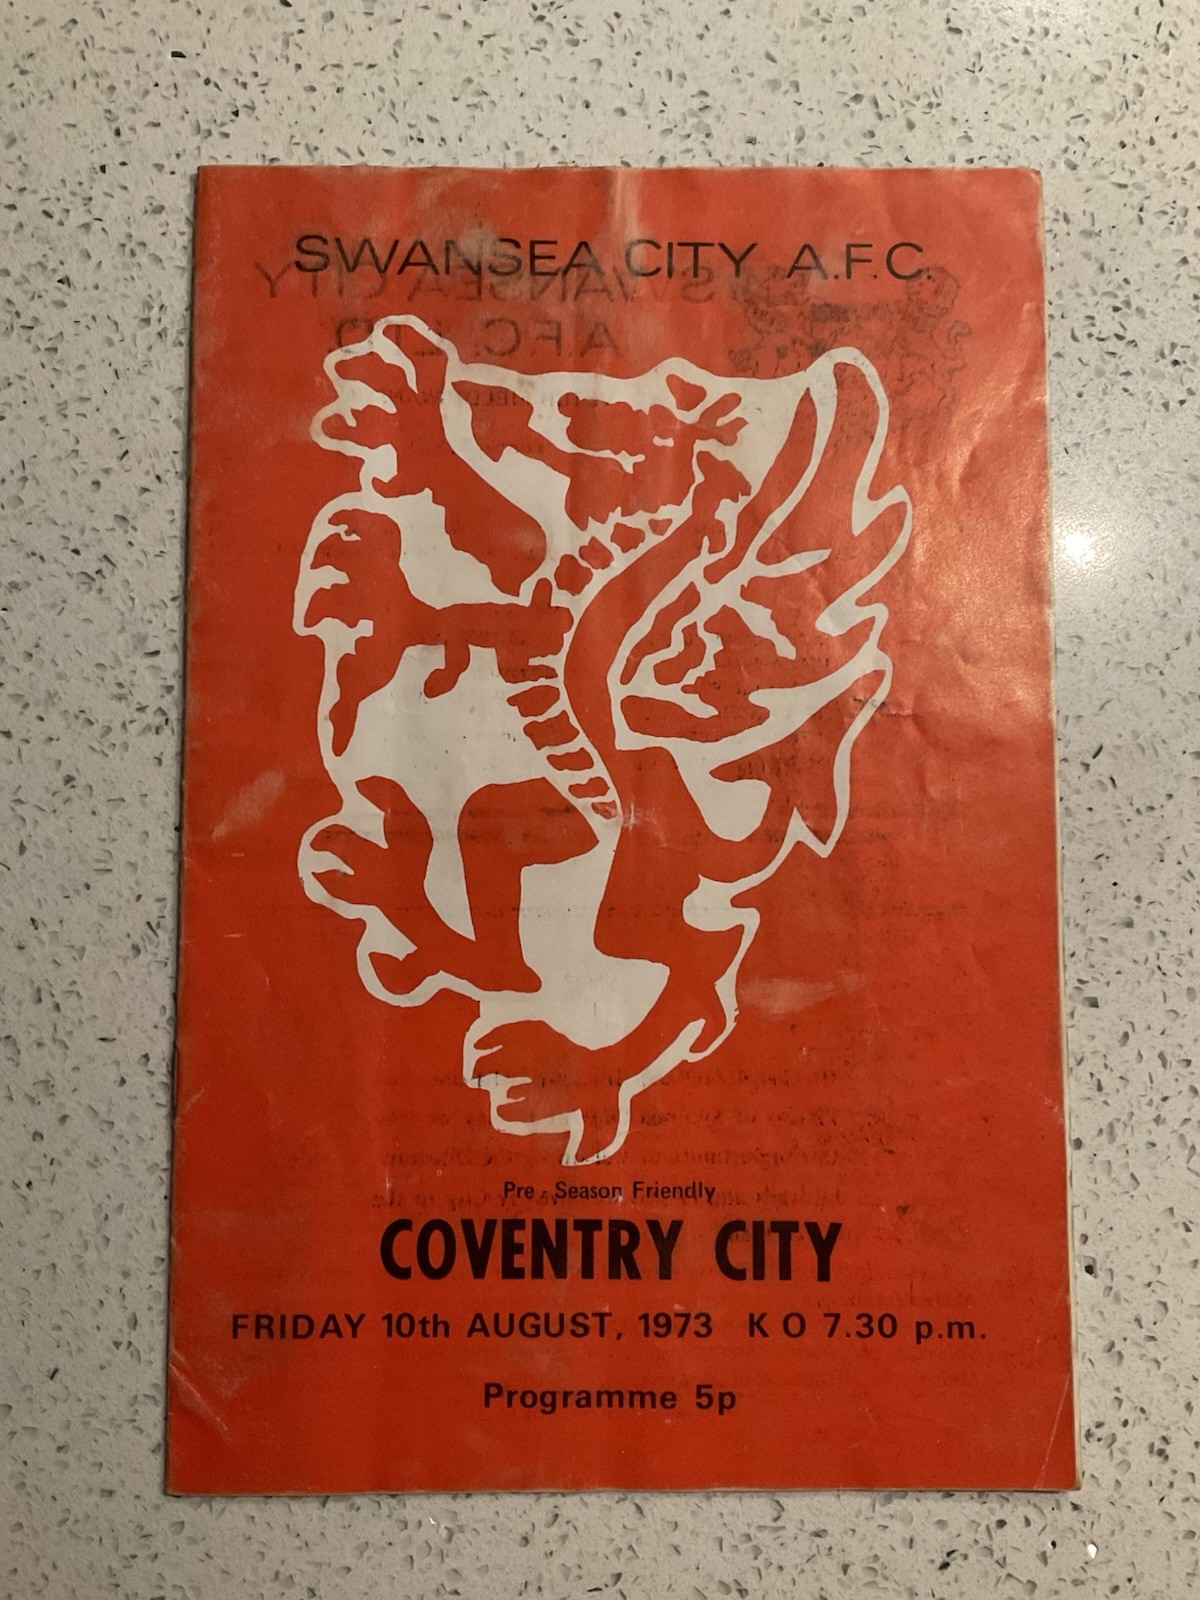 SWANSEA CITY A.F.C.
Pre - Season Friendly
COVENTRY CITY
FRIDAY 10th AUGUST, 1973 K O 7.30 p.m.
Programme 5p